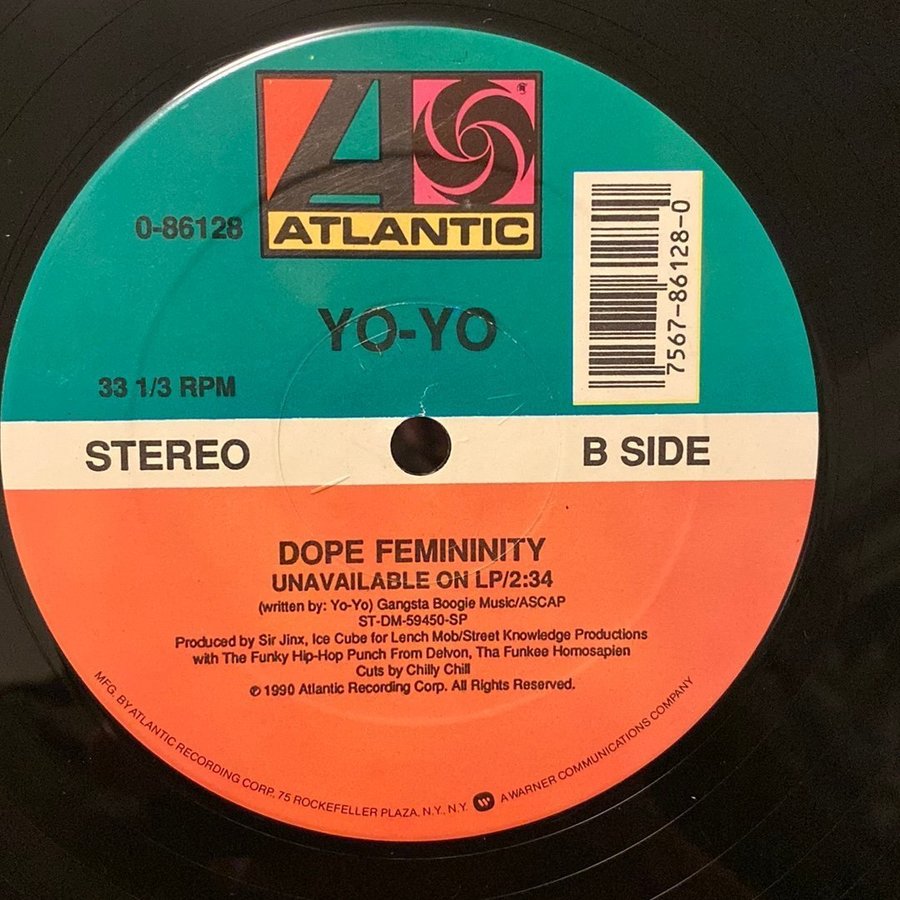 ATLANTIC
0-86128
7567-86128-0
YO-YO
33 1/3 RPM
STEREO
B SIDE
DOPE FEMININITY
UNAVAILABLE ON LP/2:34
(written by: Yo-Yo) Gangsta Boogie Music/ASCAP
ST-DM-59450-SP
Produced by Sir Jinx, Ice Cube for Lench Mob/Street Knowledge Productions
with The Funky Hip-Hop Punch From Delvon, Tha Funkee Homosapien
Cuts by Chilly Chill
℗ 1990 Atlantic Recording Corp. All Rights Reserved.
MFG. BY ATLANTIC RECORDING CORP., 75 ROCKEFELLER PLAZA, N.Y., N.Y. W A WARNER COMMUNICATIONS COMPANY